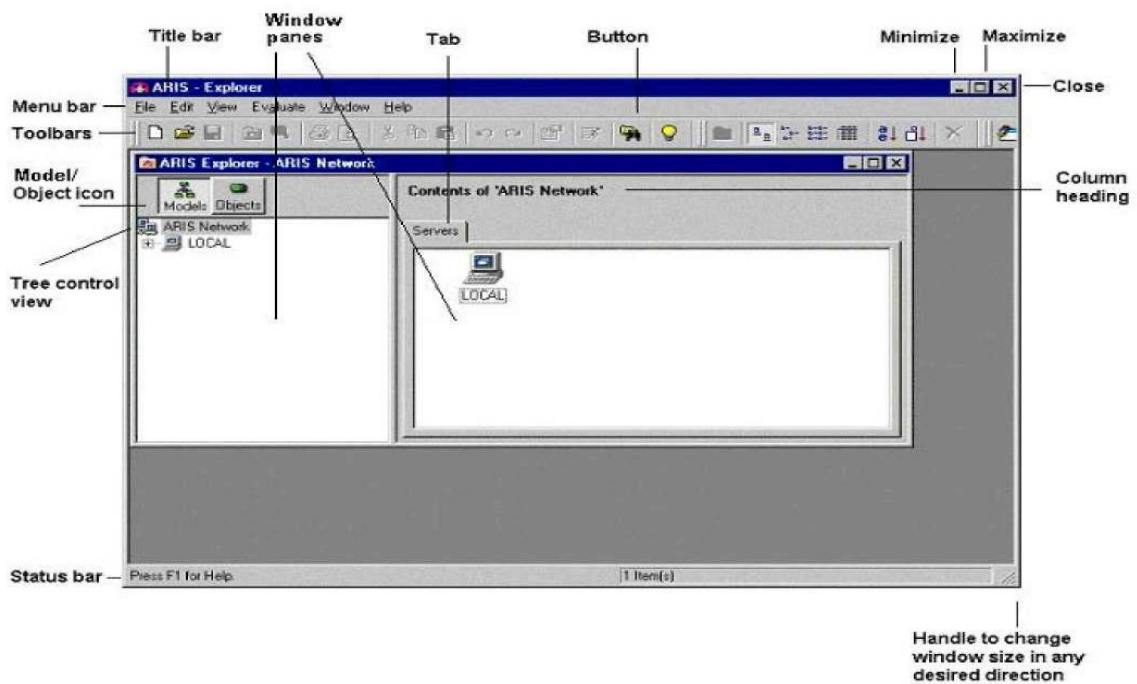 Window
panes
Title bar
Tab
Button
Minimize
Maximize
ARIS - Explorer
Close
Menu bar
File Edit View Evaluate Window Help
Toolbars
ARIS Explorer - ARIS Network
Model/
Object icon
Models Objects
Contents of 'ARIS Network'
Column
heading
ARIS Network
LOCAL
Servers
LOCAL
Tree control
view
Status bar
Press F1 for Help.
1 Item(s)
Handle to change
window size in any
desired direction